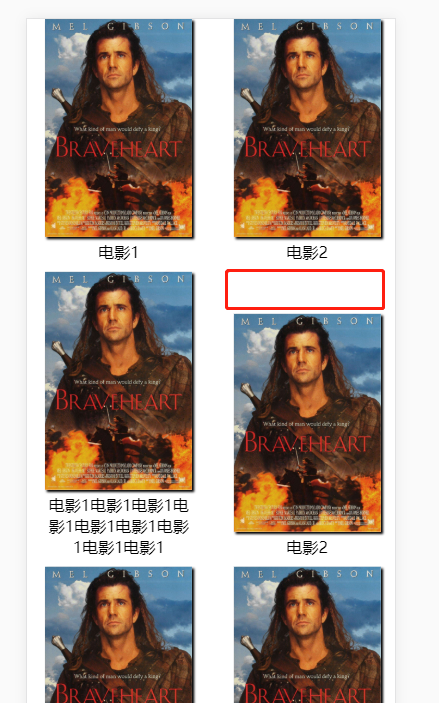 MEL GIBSON
MEL GIBSON
What kind of man would defy a king?
What kind of man would defy a king?
BRAVEHEART
BRAVEHEART
电影1
电影2
MEL GIBSON
MEL GIBSON
What kind of man would defy a king?
BRAVEHEART
What kind of man would defy a king?
BRAVEHEART
电影1电影1电影1电
影1电影1电影1电影
1电影1电影1
电影2
MEL GIBSON
MEL GIBSON
What kind of man would defy a king?
What kind of man would defy a king?
BRAVEHEART
BRAVEHEART